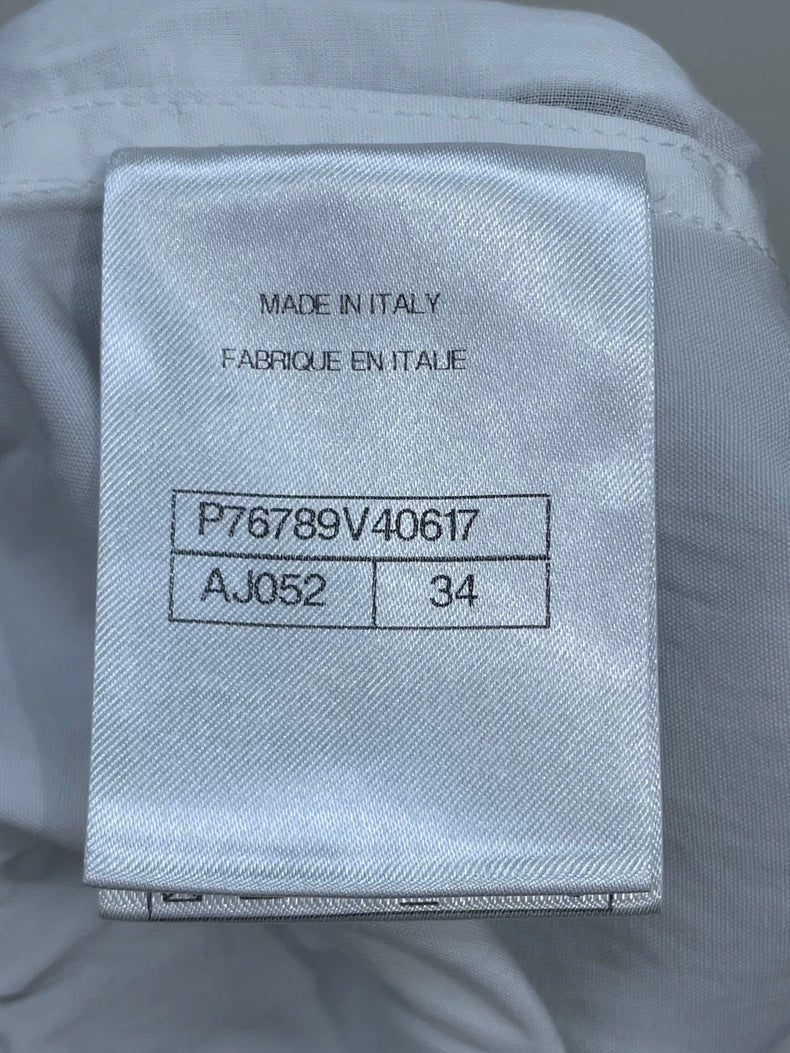 MADE IN ITALY
FABRIQUE EN ITALIE
P76789V40617
AJ052 34